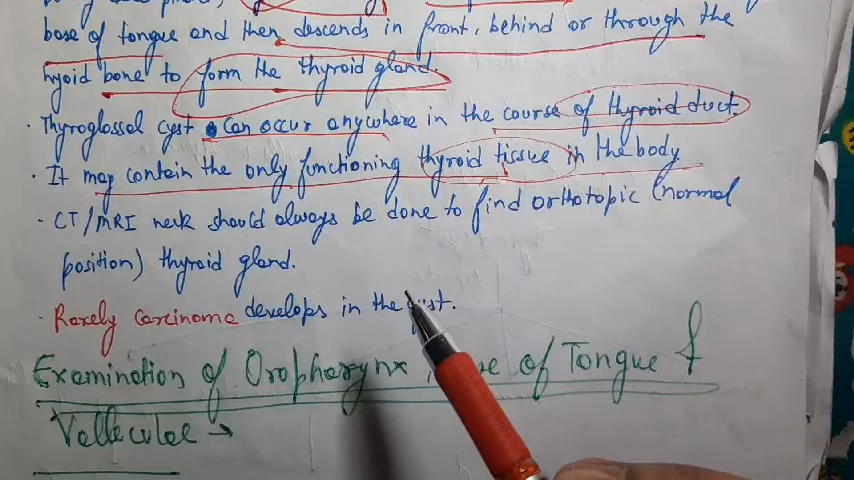 base of tongue and then descends in front, behind or through the
hyoid bone to form the thyroid gland.
· Thyroglossal cyst can occur anywhere in the course of thyroid duct.
· It may contain the only functioning thyroid tissue in the body
· CT/MRI neck should always be done to find orthotopic (normal
position) thyroid gland.
· Rarely carcinoma develops in the
Examination of Oropharynx of Tongue &
Valleculae →